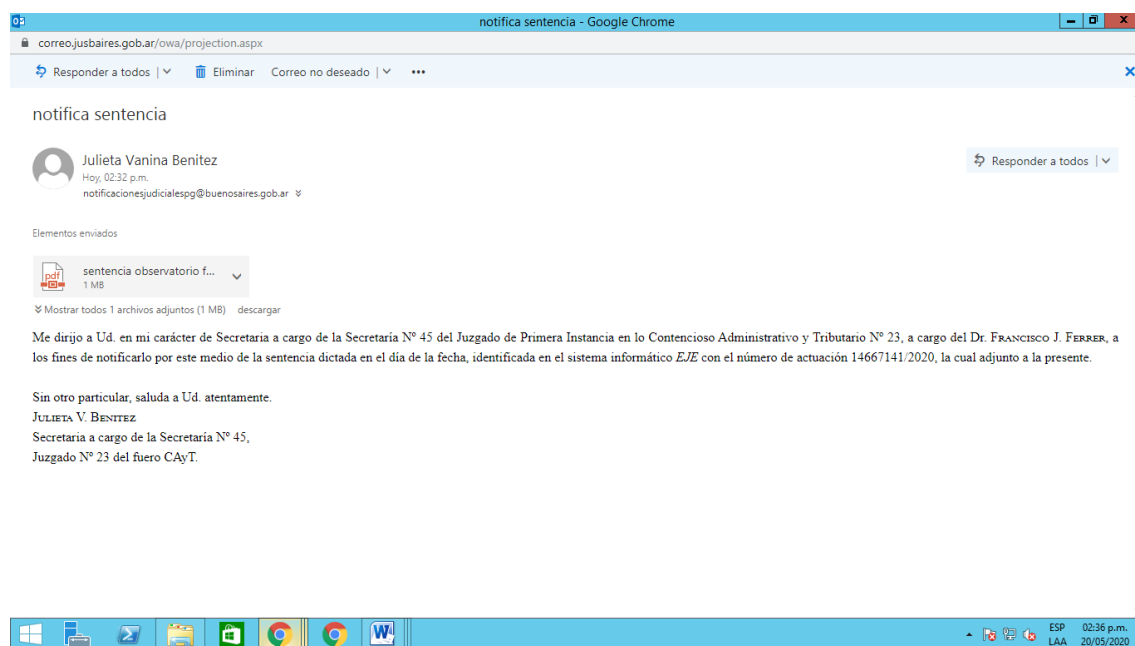 notifica sentencia - Google Chrome
correo.jusbaires.gob.ar/owa/projection.aspx
Responder a todos | Eliminar Correo no deseado | ...
notifica sentencia
Julieta Vanina Benitez
Hoy, 02:32 p.m.
notificacionesjudicialespg@buenosaires.gob.ar
Responder a todos |
Elementos enviados
pdf
sentencia observatorio f...
1 MB
Mostrar todos 1 archivos adjuntos (1 MB) descargar
Me dirijo a Ud. en mi carácter de Secretaria a cargo de la Secretaría Nº 45 del Juzgado de Primera Instancia en lo Contencioso Administrativo y Tributario Nº 23, a cargo del Dr. FRANCISCO J. FERRER, a
los fines de notificarlo por este medio de la sentencia dictada en el día de la fecha, identificada en el sistema informático EJE con el número de actuación 14667141/2020, la cual adjunto a la presente.
Sin otro particular, saluda a Ud. atentamente.
JULIETA V. BENITEZ
Secretaria a cargo de la Secretaría Nº 45,
Juzgado Nº 23 del fuero CAyT.
ESP 02:36 p.m.
LAA 20/05/2020